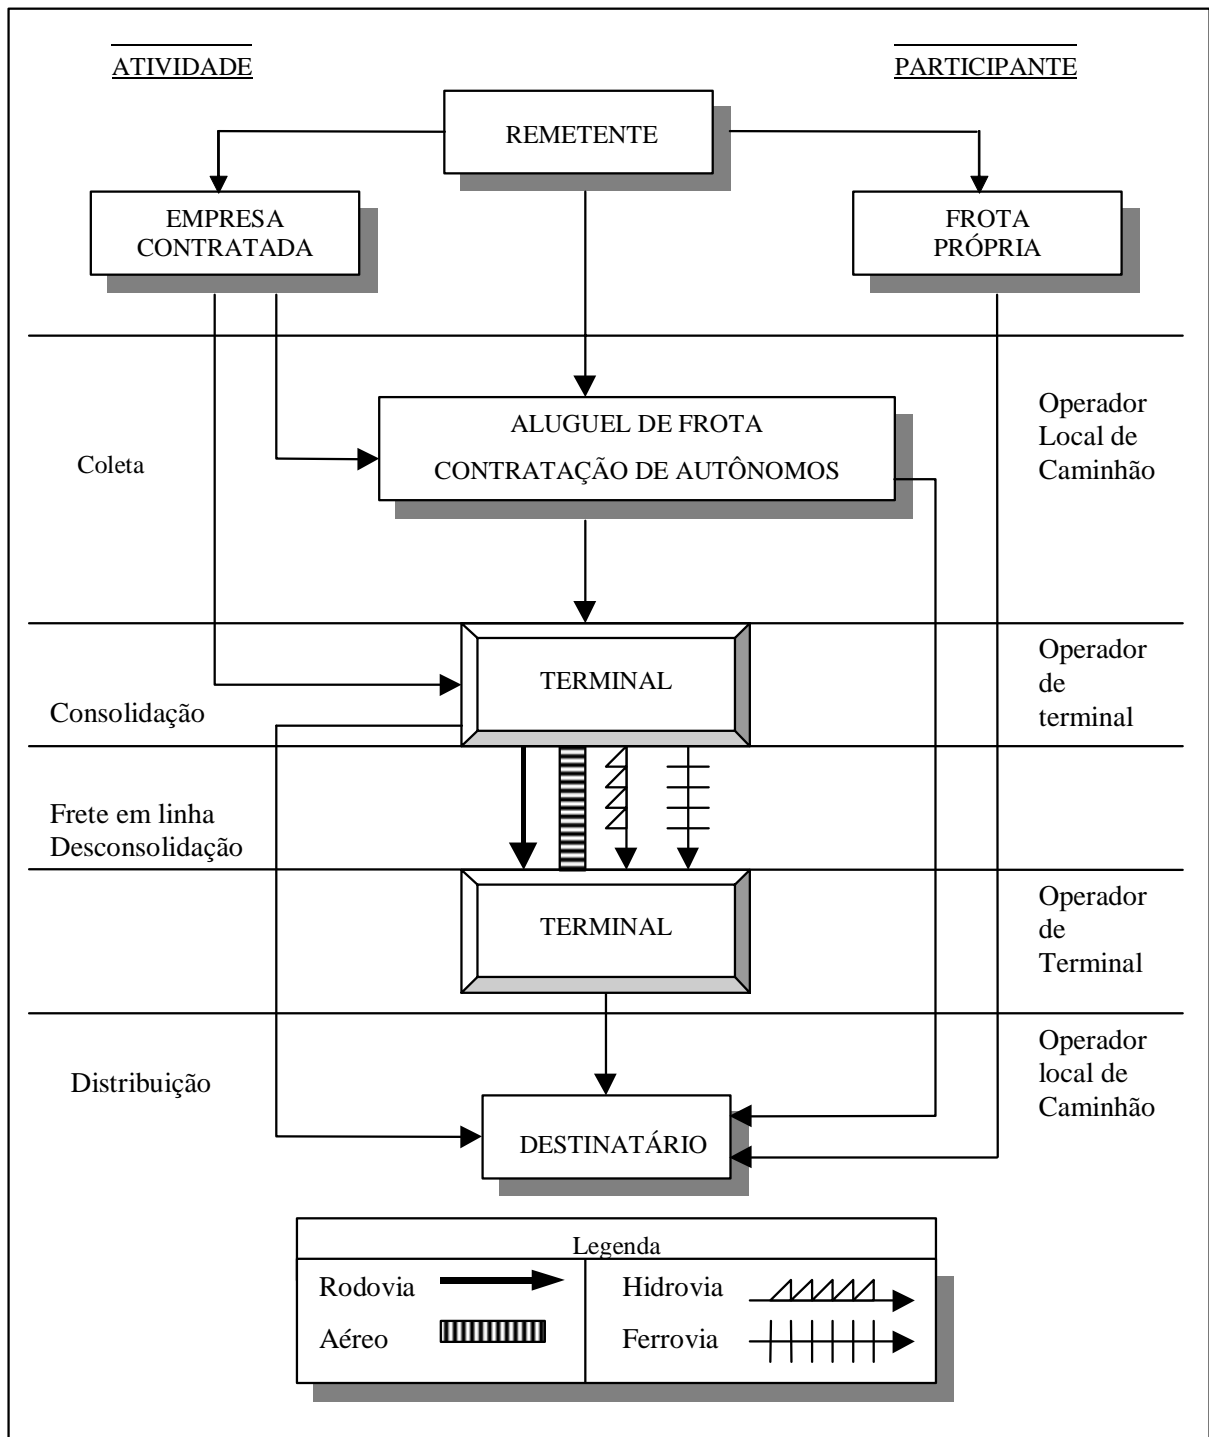 ATIVIDADE
PARTICIPANTE
REMETENTE
EMPRESA
CONTRATADA
FROTA
PRÓPRIA
ALUGUEL DE FROTA
CONTRATAÇÃO DE AUTÔNOMOS
Coleta
Operador
Local de
Caminhão
TERMINAL
Consolidação
Operador
de
terminal
Frete em linha
Desconsolidação
TERMINAL
Operador
de
Terminal
Distribuição
Operador
local de
Caminhão
DESTINATÁRIO
Legenda
Rodovia
Hidrovia
Aéreo
Ferrovia